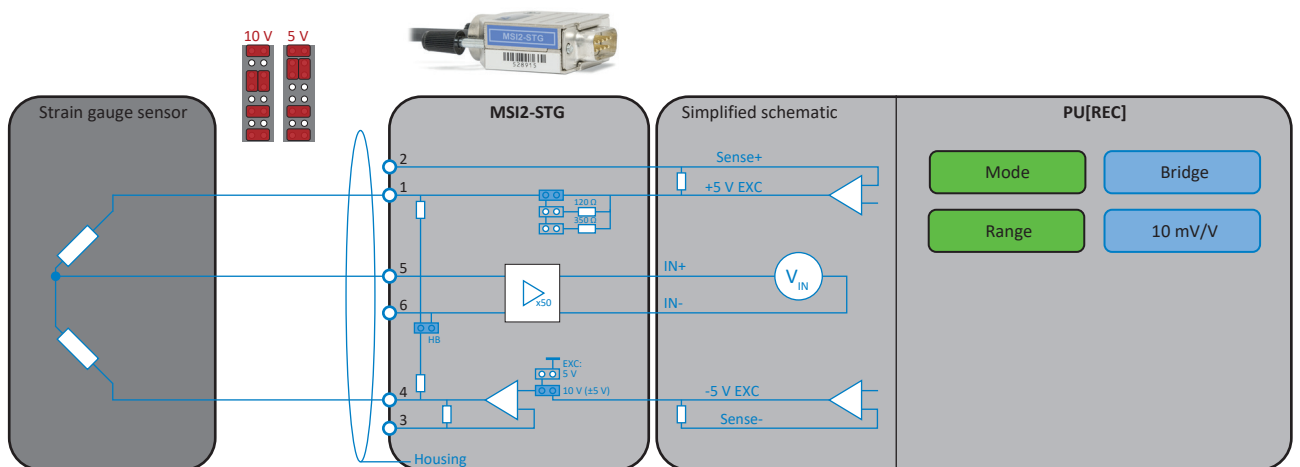 10 V 5 V
MSI2-STG
528915
Strain gauge sensor
MSI2-STG
Simplified schematic
PU[REC]
2
Sense+
1
+5 V EXC
120 Ω
350 Ω
Mode
Bridge
Range
10 mV/V
5
IN+
VIN
x50
6
IN-
HB
EXC:
5 V
10 V (±5 V)
4
-5 V EXC
3
Sense-
Housing